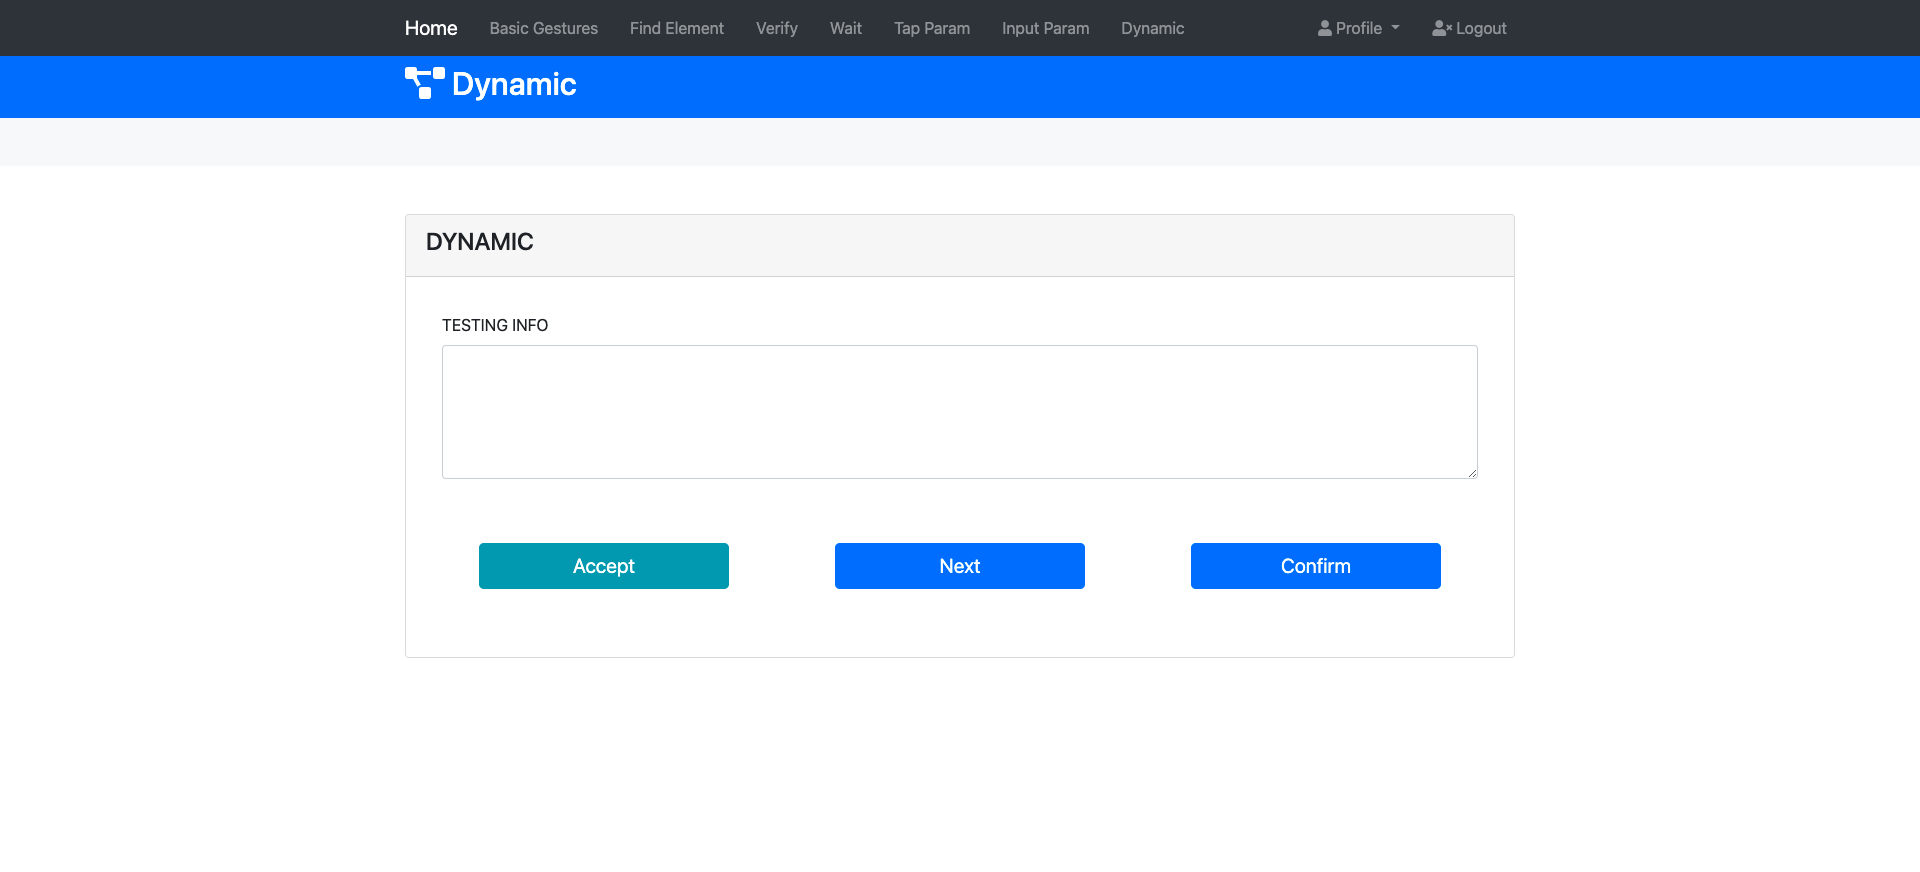 Home Basic Gestures Find Element Verify Wait Tap Param Input Param Dynamic Profile Logout
Dynamic
DYNAMIC
TESTING INFO
Accept Next Confirm